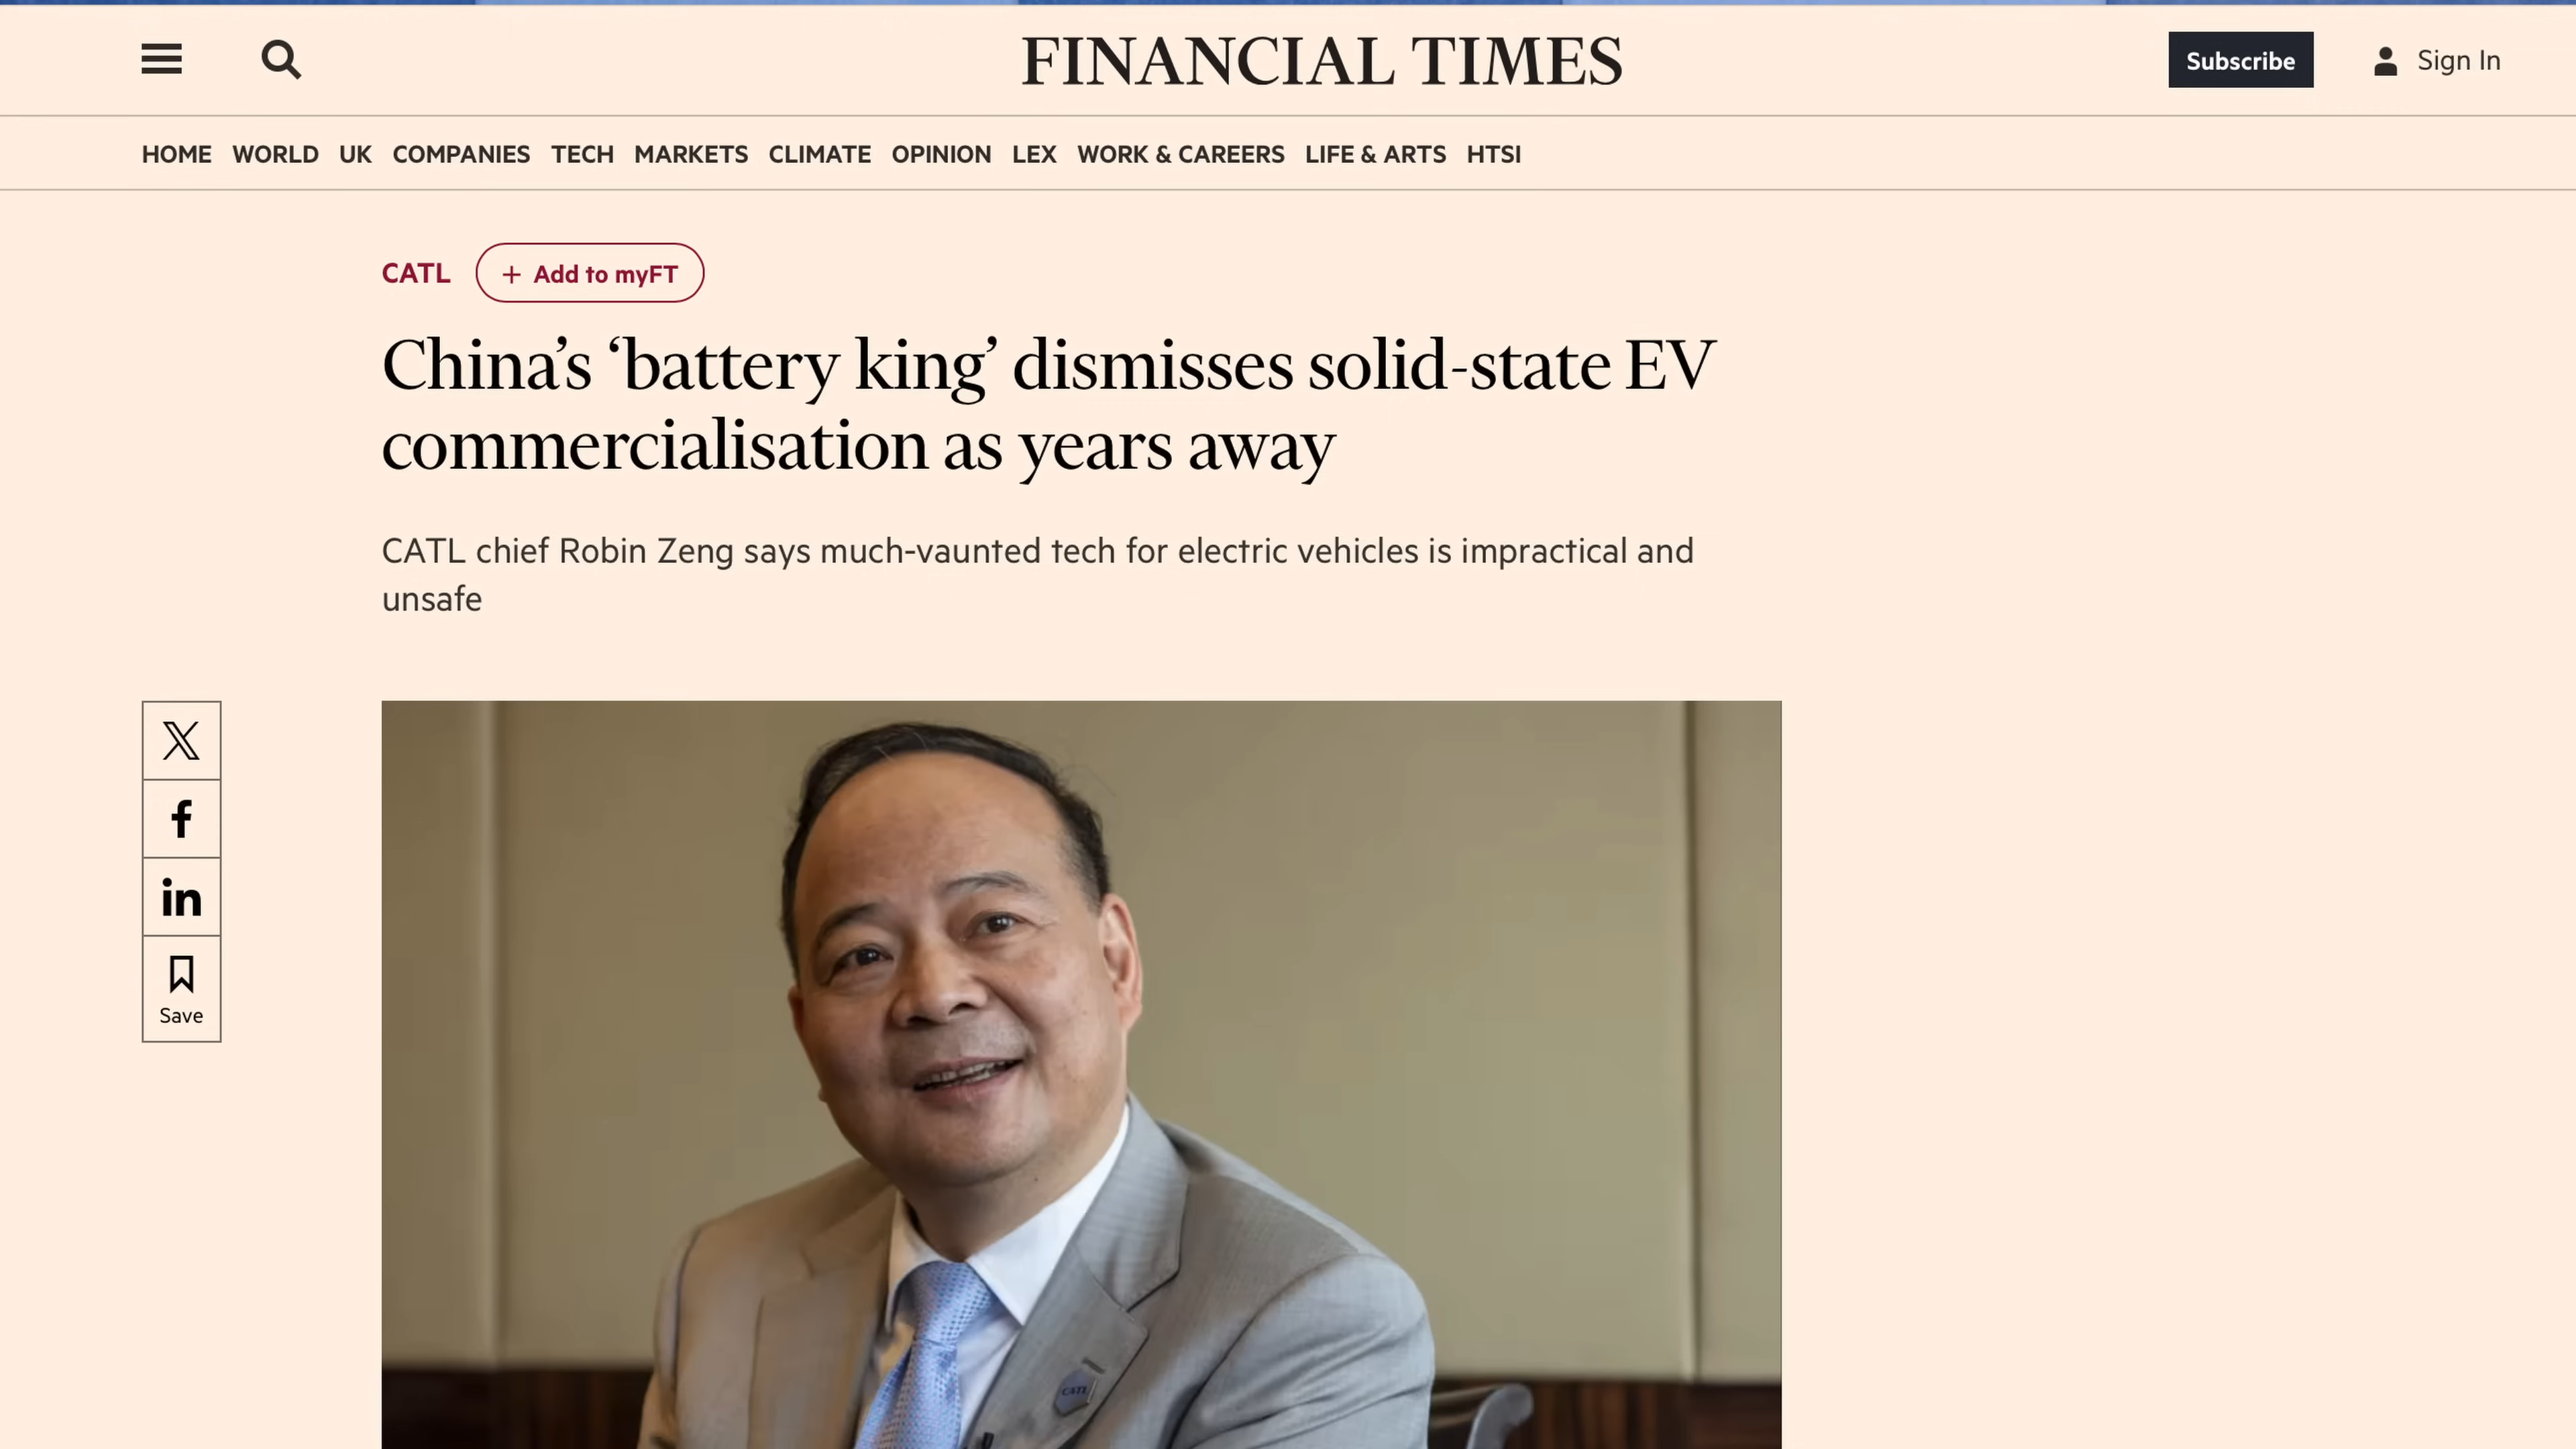 FINANCIAL TIMES
Subscribe
Sign In
HOME WORLD UK COMPANIES TECH MARKETS CLIMATE OPINION LEX WORK & CAREERS LIFE & ARTS HTSI
CATL
+ Add to myFT
China’s ‘battery king’ dismisses solid-state EV
commercialisation as years away
CATL chief Robin Zeng says much-vaunted tech for electric vehicles is impractical and
unsafe
X
f
in
Save
CATL